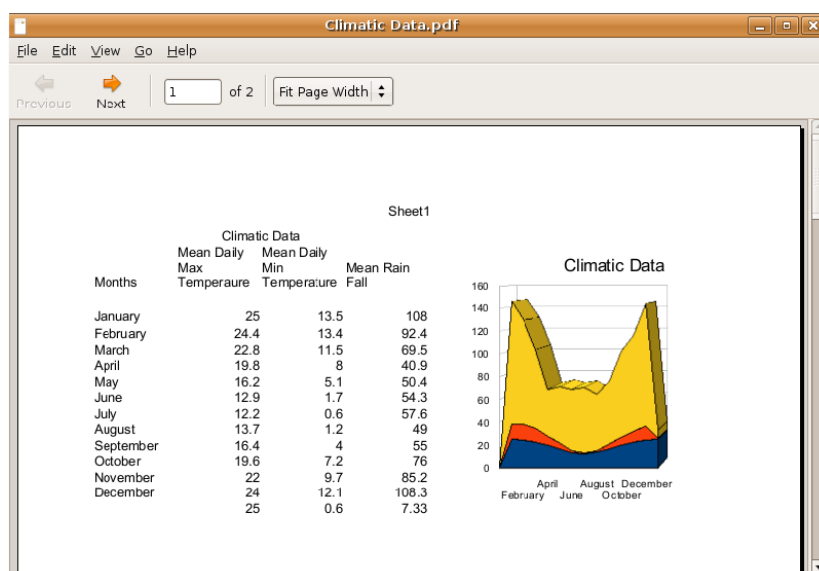 Climatic Data.pdf
File Edit View Go Help
Previous Next 1 of 2 Fit Page Width
Sheet1
Climatic Data
Mean Daily Mean Daily
Max Min Mean Rain
Months Temperaure Temperature Fall
January 25 13.5 108
February 24.4 13.4 92.4
March 22.8 11.5 69.5
April 19.8 8 40.9
May 16.2 5.1 50.4
June 12.9 1.7 54.3
July 12.2 0.6 57.6
August 13.7 1.2 49
September 16.4 4 55
October 19.6 7.2 76
November 22 9.7 85.2
December 24 12.1 108.3
25 0.6 7.33
Climatic Data
160
140
120
100
80
60
40
20
0
April August December
February June October